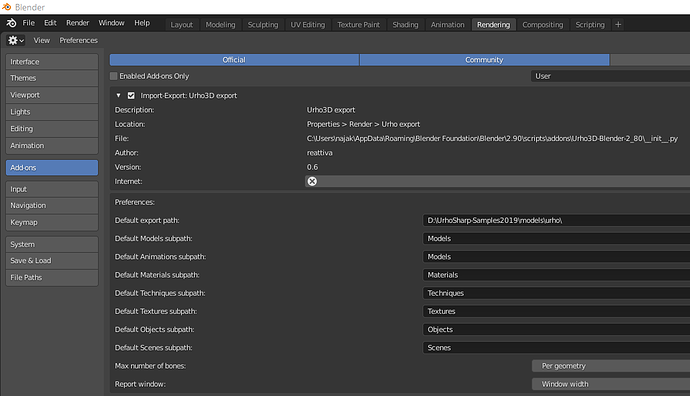 Blender
File Edit Render Window Help Layout Modeling Sculpting UV Editing Texture Paint Shading Animation Rendering Compositing Scripting +
View Preferences
Interface
Themes
Viewport
Lights
Editing
Animation
Add-ons
Input
Navigation
Keymap
System
Save & Load
File Paths
Official Community
Enabled Add-ons Only User
Import-Export: Urho3D export
Description: Urho3D export
Location: Properties > Render > Urho export
File: C:\Users\najak\AppData\Roaming\Blender Foundation\Blender\2.90\scripts\addons\Urho3D-Blender-2_80\__init__.py
Author: reattiva
Version: 0.6
Internet:
Preferences:
Default export path: D:\UrhoSharp-Samples2019\models\urho\
Default Models subpath: Models
Default Animations subpath: Models
Default Materials subpath: Materials
Default Techniques subpath: Techniques
Default Textures subpath: Textures
Default Objects subpath: Objects
Default Scenes subpath: Scenes
Max number of bones: Per geometry
Report window: Window width